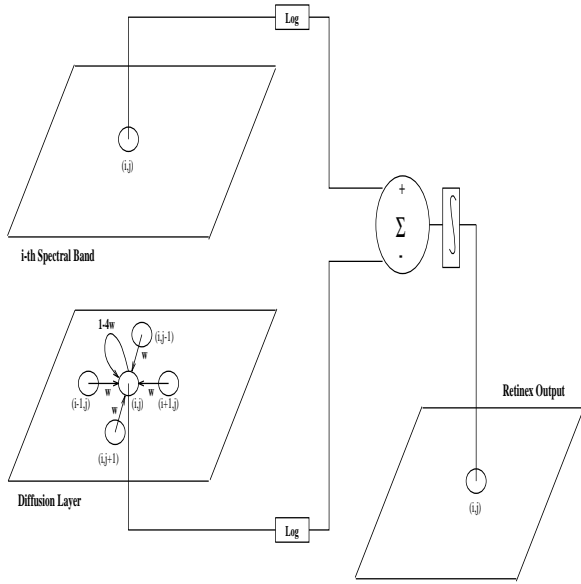 Log
(i,j)
+
Σ
-
i-th Spectral Band
1-4w
(i,j-1)
w
(i-1,j)
w
(i,j)
w
(i+1,j)
w
(i,j+1)
Diffusion Layer
Log
Retinex Output
(i,j)